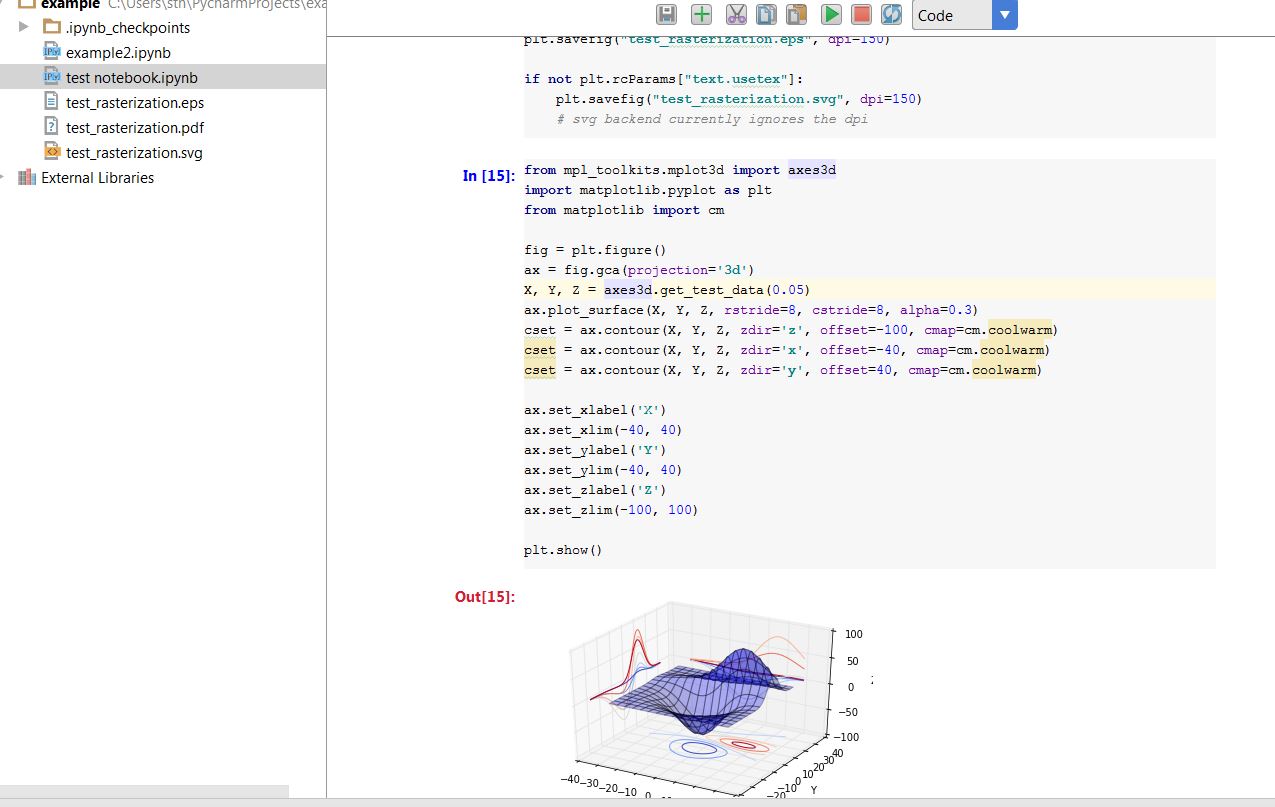 example C:\Users\stn\PycharmProjects\exa
.ipynb_checkpoints
example2.ipynb
test notebook.ipynb
test_rasterization.eps
test_rasterization.pdf
test_rasterization.svg
External Libraries
Code
plt.savefig("test_rasterization.eps", dpi=150)
if not plt.rcParams["text.usetex"]:
    plt.savefig("test_rasterization.svg", dpi=150)
    # svg backend currently ignores the dpi
In [15]:
from mpl_toolkits.mplot3d import axes3d
import matplotlib.pyplot as plt
from matplotlib import cm
fig = plt.figure()
ax = fig.gca(projection='3d')
X, Y, Z = axes3d.get_test_data(0.05)
ax.plot_surface(X, Y, Z, rstride=8, cstride=8, alpha=0.3)
cset = ax.contour(X, Y, Z, zdir='z', offset=-100, cmap=cm.coolwarm)
cset = ax.contour(X, Y, Z, zdir='x', offset=-40, cmap=cm.coolwarm)
cset = ax.contour(X, Y, Z, zdir='y', offset=40, cmap=cm.coolwarm)
ax.set_xlabel('X')
ax.set_xlim(-40, 40)
ax.set_ylabel('Y')
ax.set_ylim(-40, 40)
ax.set_zlabel('Z')
ax.set_zlim(-100, 100)
plt.show()
Out[15]:
100
50
0
−50
−100
40
30
20
10
0
−10
−20
Y
−40 −30 −20 −10 0